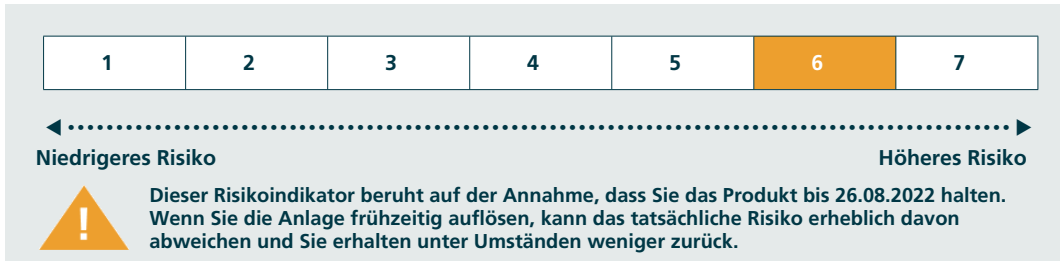 1 2 3 4 5 6 7
Niedrigeres Risiko Höheres Risiko
!
Dieser Risikoindikator beruht auf der Annahme, dass Sie das Produkt bis 26.08.2022 halten.
Wenn Sie die Anlage frühzeitig auflösen, kann das tatsächliche Risiko erheblich davon
abweichen und Sie erhalten unter Umständen weniger zurück.